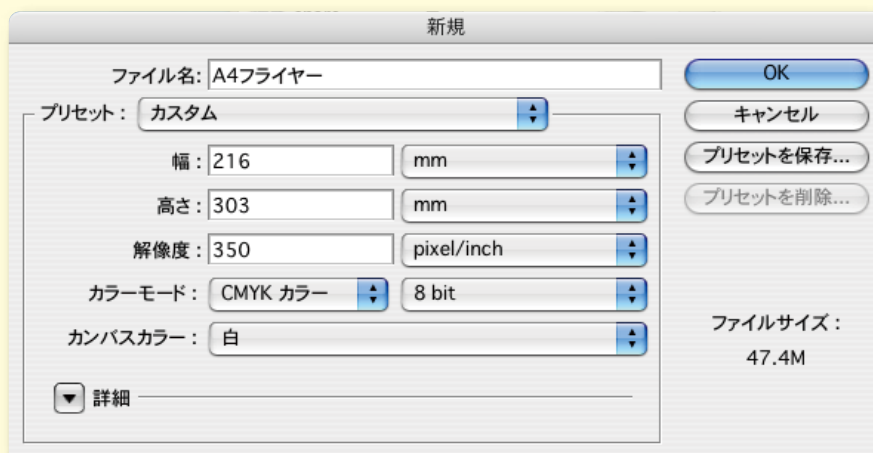 新規
ファイル名: A4フライヤー
プリセット: カスタム
幅: 216 mm
高さ: 303 mm
解像度: 350 pixel/inch
カラーモード: CMYK カラー 8 bit
カンバスカラー: 白
詳細
OK
キャンセル
プリセットを保存...
プリセットを削除...
ファイルサイズ:
47.4M